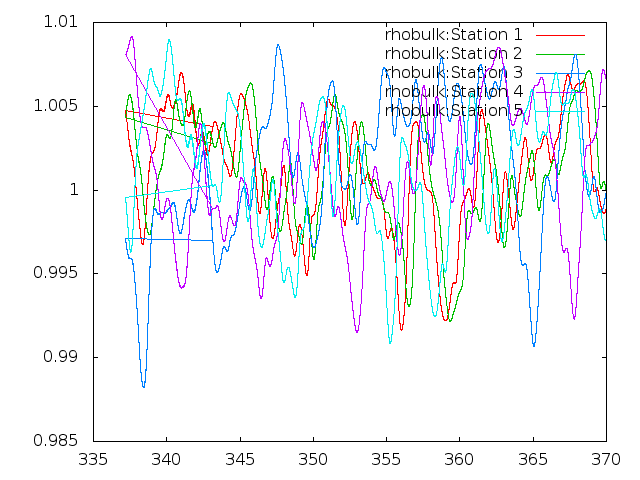 1.01
1.005
1
0.995
0.99
0.985
335 340 345 350 355 360 365 370
rhobulk:Station 1
rhobulk:Station 2
rhobulk:Station 3
rhobulk:Station 4
rhobulk:Station 5